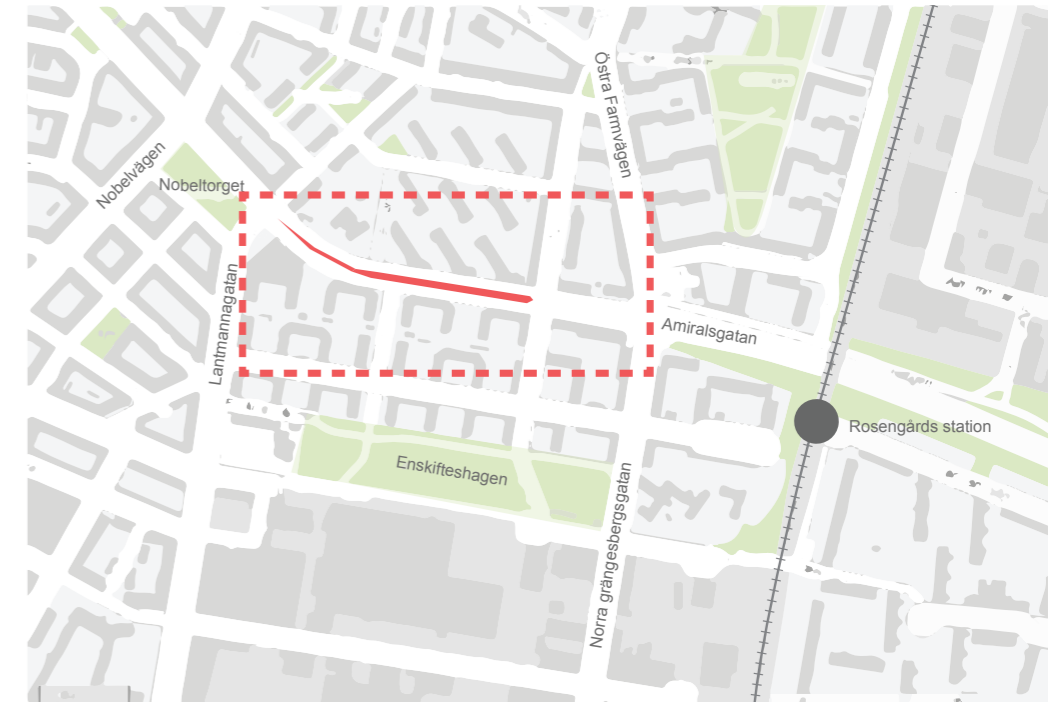 Östra Farmvägen
Nobelvägen
Nobeltorget
Lantmannagatan
Amiralsgatan
Rosengårds station
Enskifteshagen
Norra grängesbergsgatan